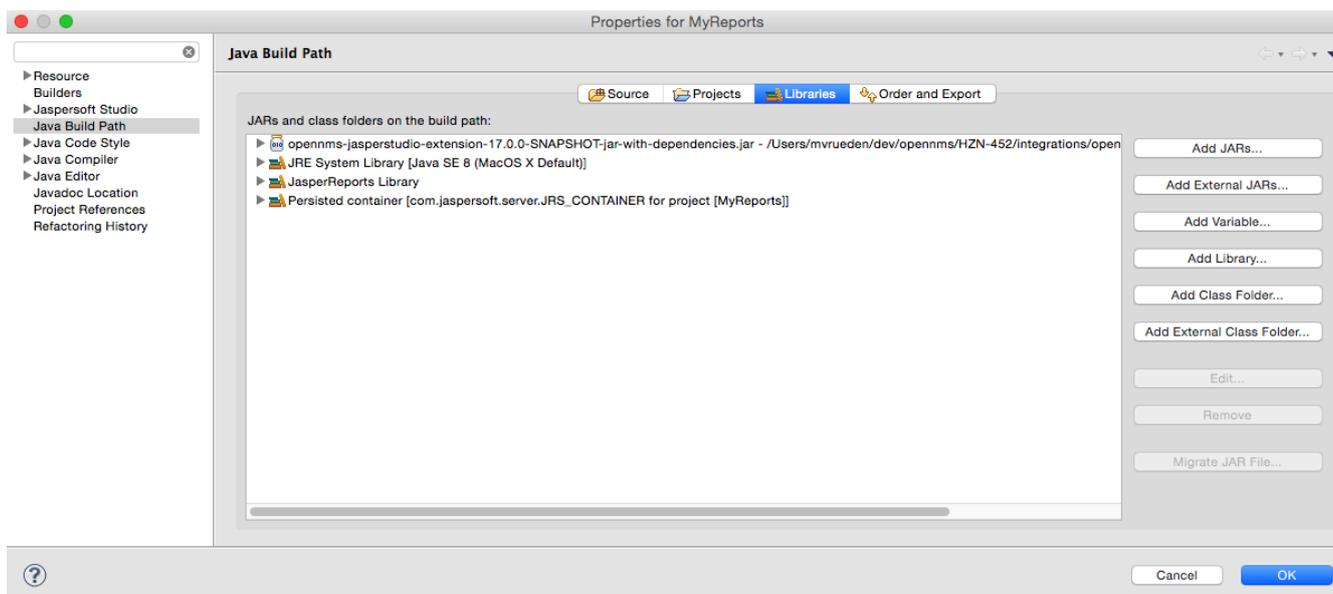 Properties for MyReports
Resource
Builders
Jaspersoft Studio
Java Build Path
Java Code Style
Java Compiler
Java Editor
Javadoc Location
Project References
Refactoring History
Java Build Path
Source Projects Libraries Order and Export
JARs and class folders on the build path:
opennms-jasperstudio-extension-17.0.0-SNAPSHOT-jar-with-dependencies.jar - /Users/mvrueden/dev/opennms/HZN-452/integrations/open
JRE System Library [Java SE 8 (MacOS X Default)]
JasperReports Library
Persisted container [com.jaspersoft.server.JRS_CONTAINER for project [MyReports]]
Add JARs...
Add External JARs...
Add Variable...
Add Library...
Add Class Folder...
Add External Class Folder...
Edit...
Remove
Migrate JAR File...
?
Cancel
OK